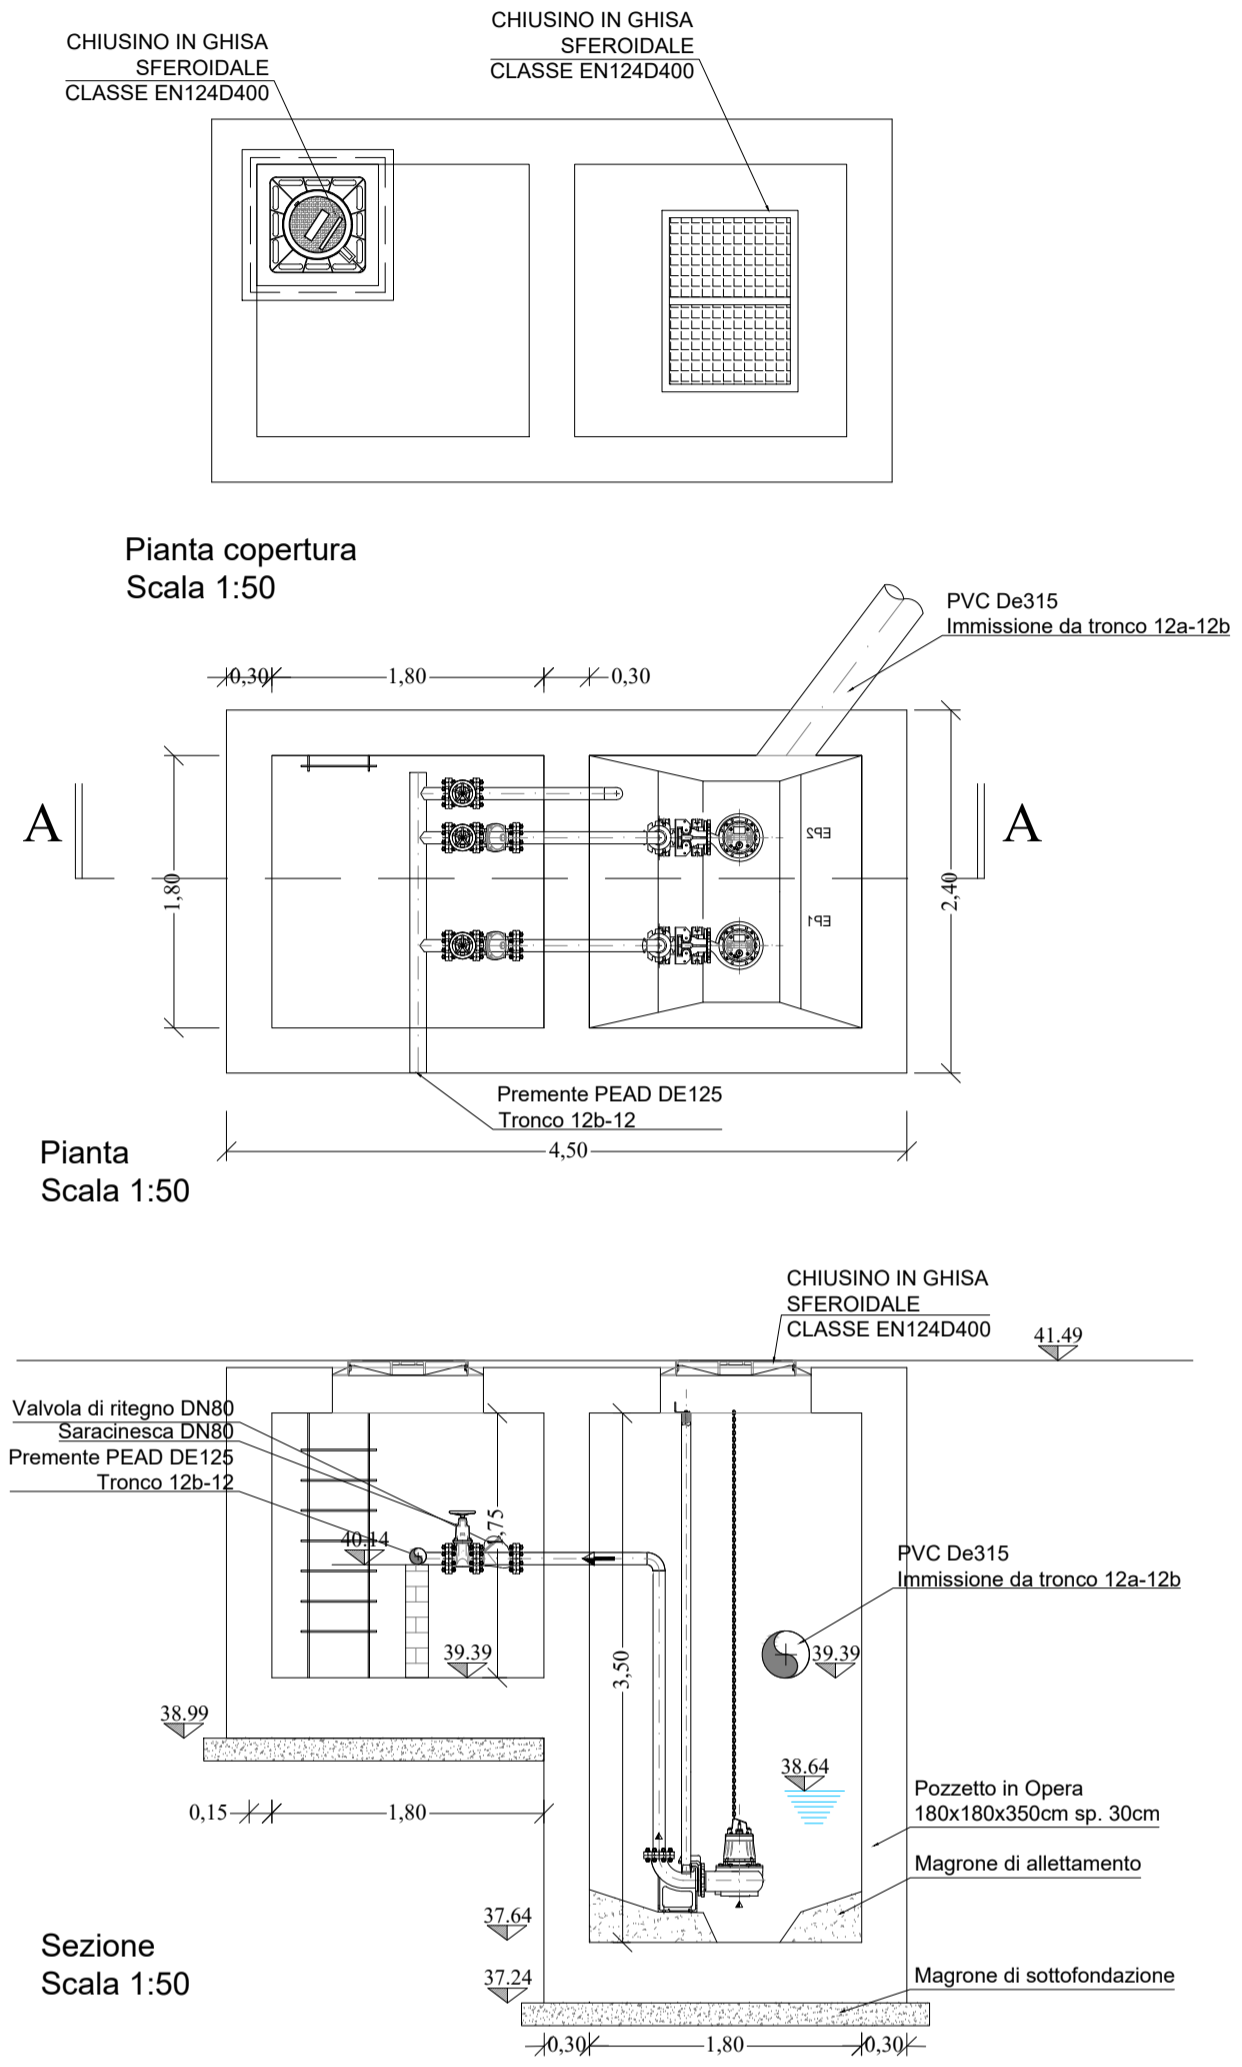 CHIUSINO IN GHISA
SFEROIDALE
CLASSE EN124D400
CHIUSINO IN GHISA
SFEROIDALE
CLASSE EN124D400
Pianta copertura
Scala 1:50
PVC De315
Immissione da tronco 12a-12b
0,30
1,80
0,30
A
A
1,80
2,40
EP2
EP1
Premente PEAD DE125
Tronco 12b-12
4,50
Pianta
Scala 1:50
CHIUSINO IN GHISA
SFEROIDALE
CLASSE EN124D400
41.49
Valvola di ritegno DN80
Saracinesca DN80
Premente PEAD DE125
Tronco 12b-12
40.14
PVC De315
Immissione da tronco 12a-12b
39.39
39.39
3,50
38.99
38.64
0,15
1,80
Pozzetto in Opera
180x180x350cm sp. 30cm
Magrone di allettamento
37.64
37.24
Sezione
Scala 1:50
Magrone di sottofondazione
0,30
1,80
0,30